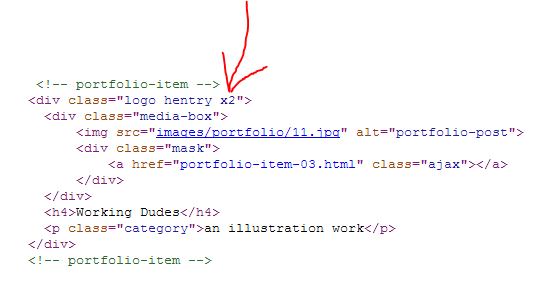 <!-- portfolio-item -->
<div class="logo hentry x2">
<div class="media-box">
<img src="images/portfolio/11.jpg" alt="portfolio-post">
<div class="mask">
<a href="portfolio-item-03.html" class="ajax"></a>
</div>
</div>
<h4>Working Dudes</h4>
<p class="category">an illustration work</p>
</div>
<!-- portfolio-item -->